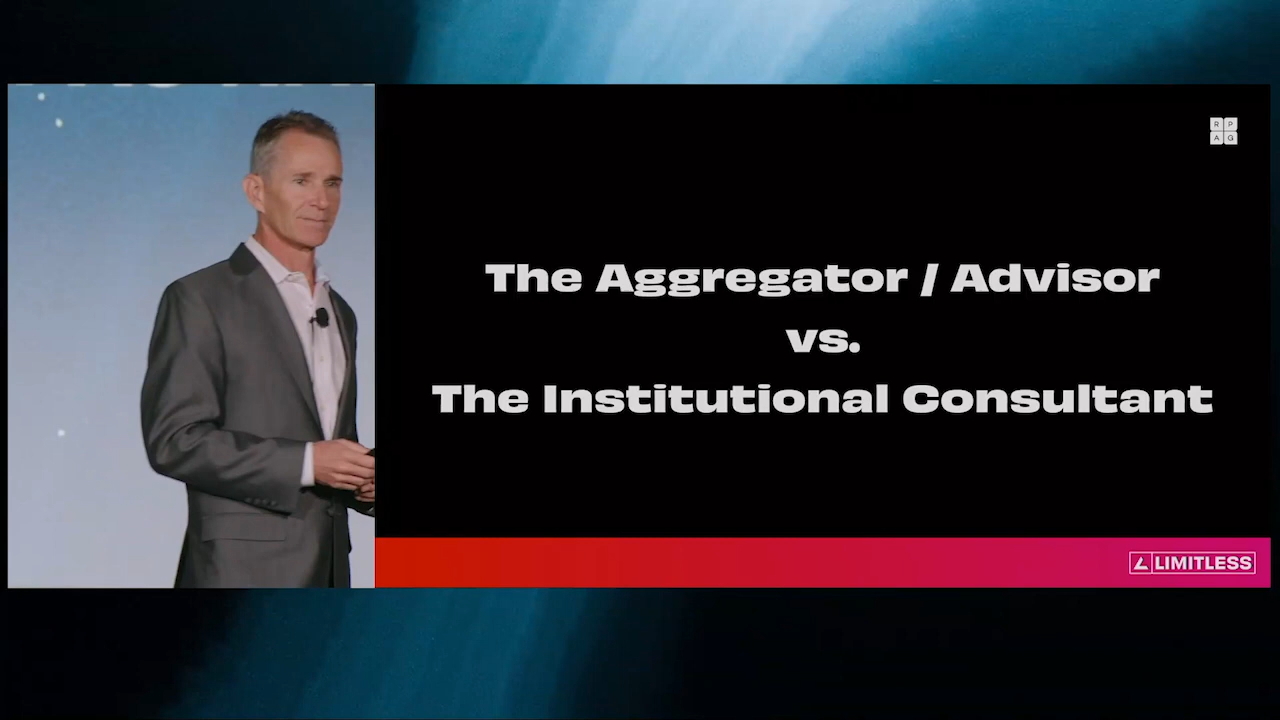 R P
A G
The Aggregator / Advisor
vs.
The Institutional Consultant
LIMITLESS